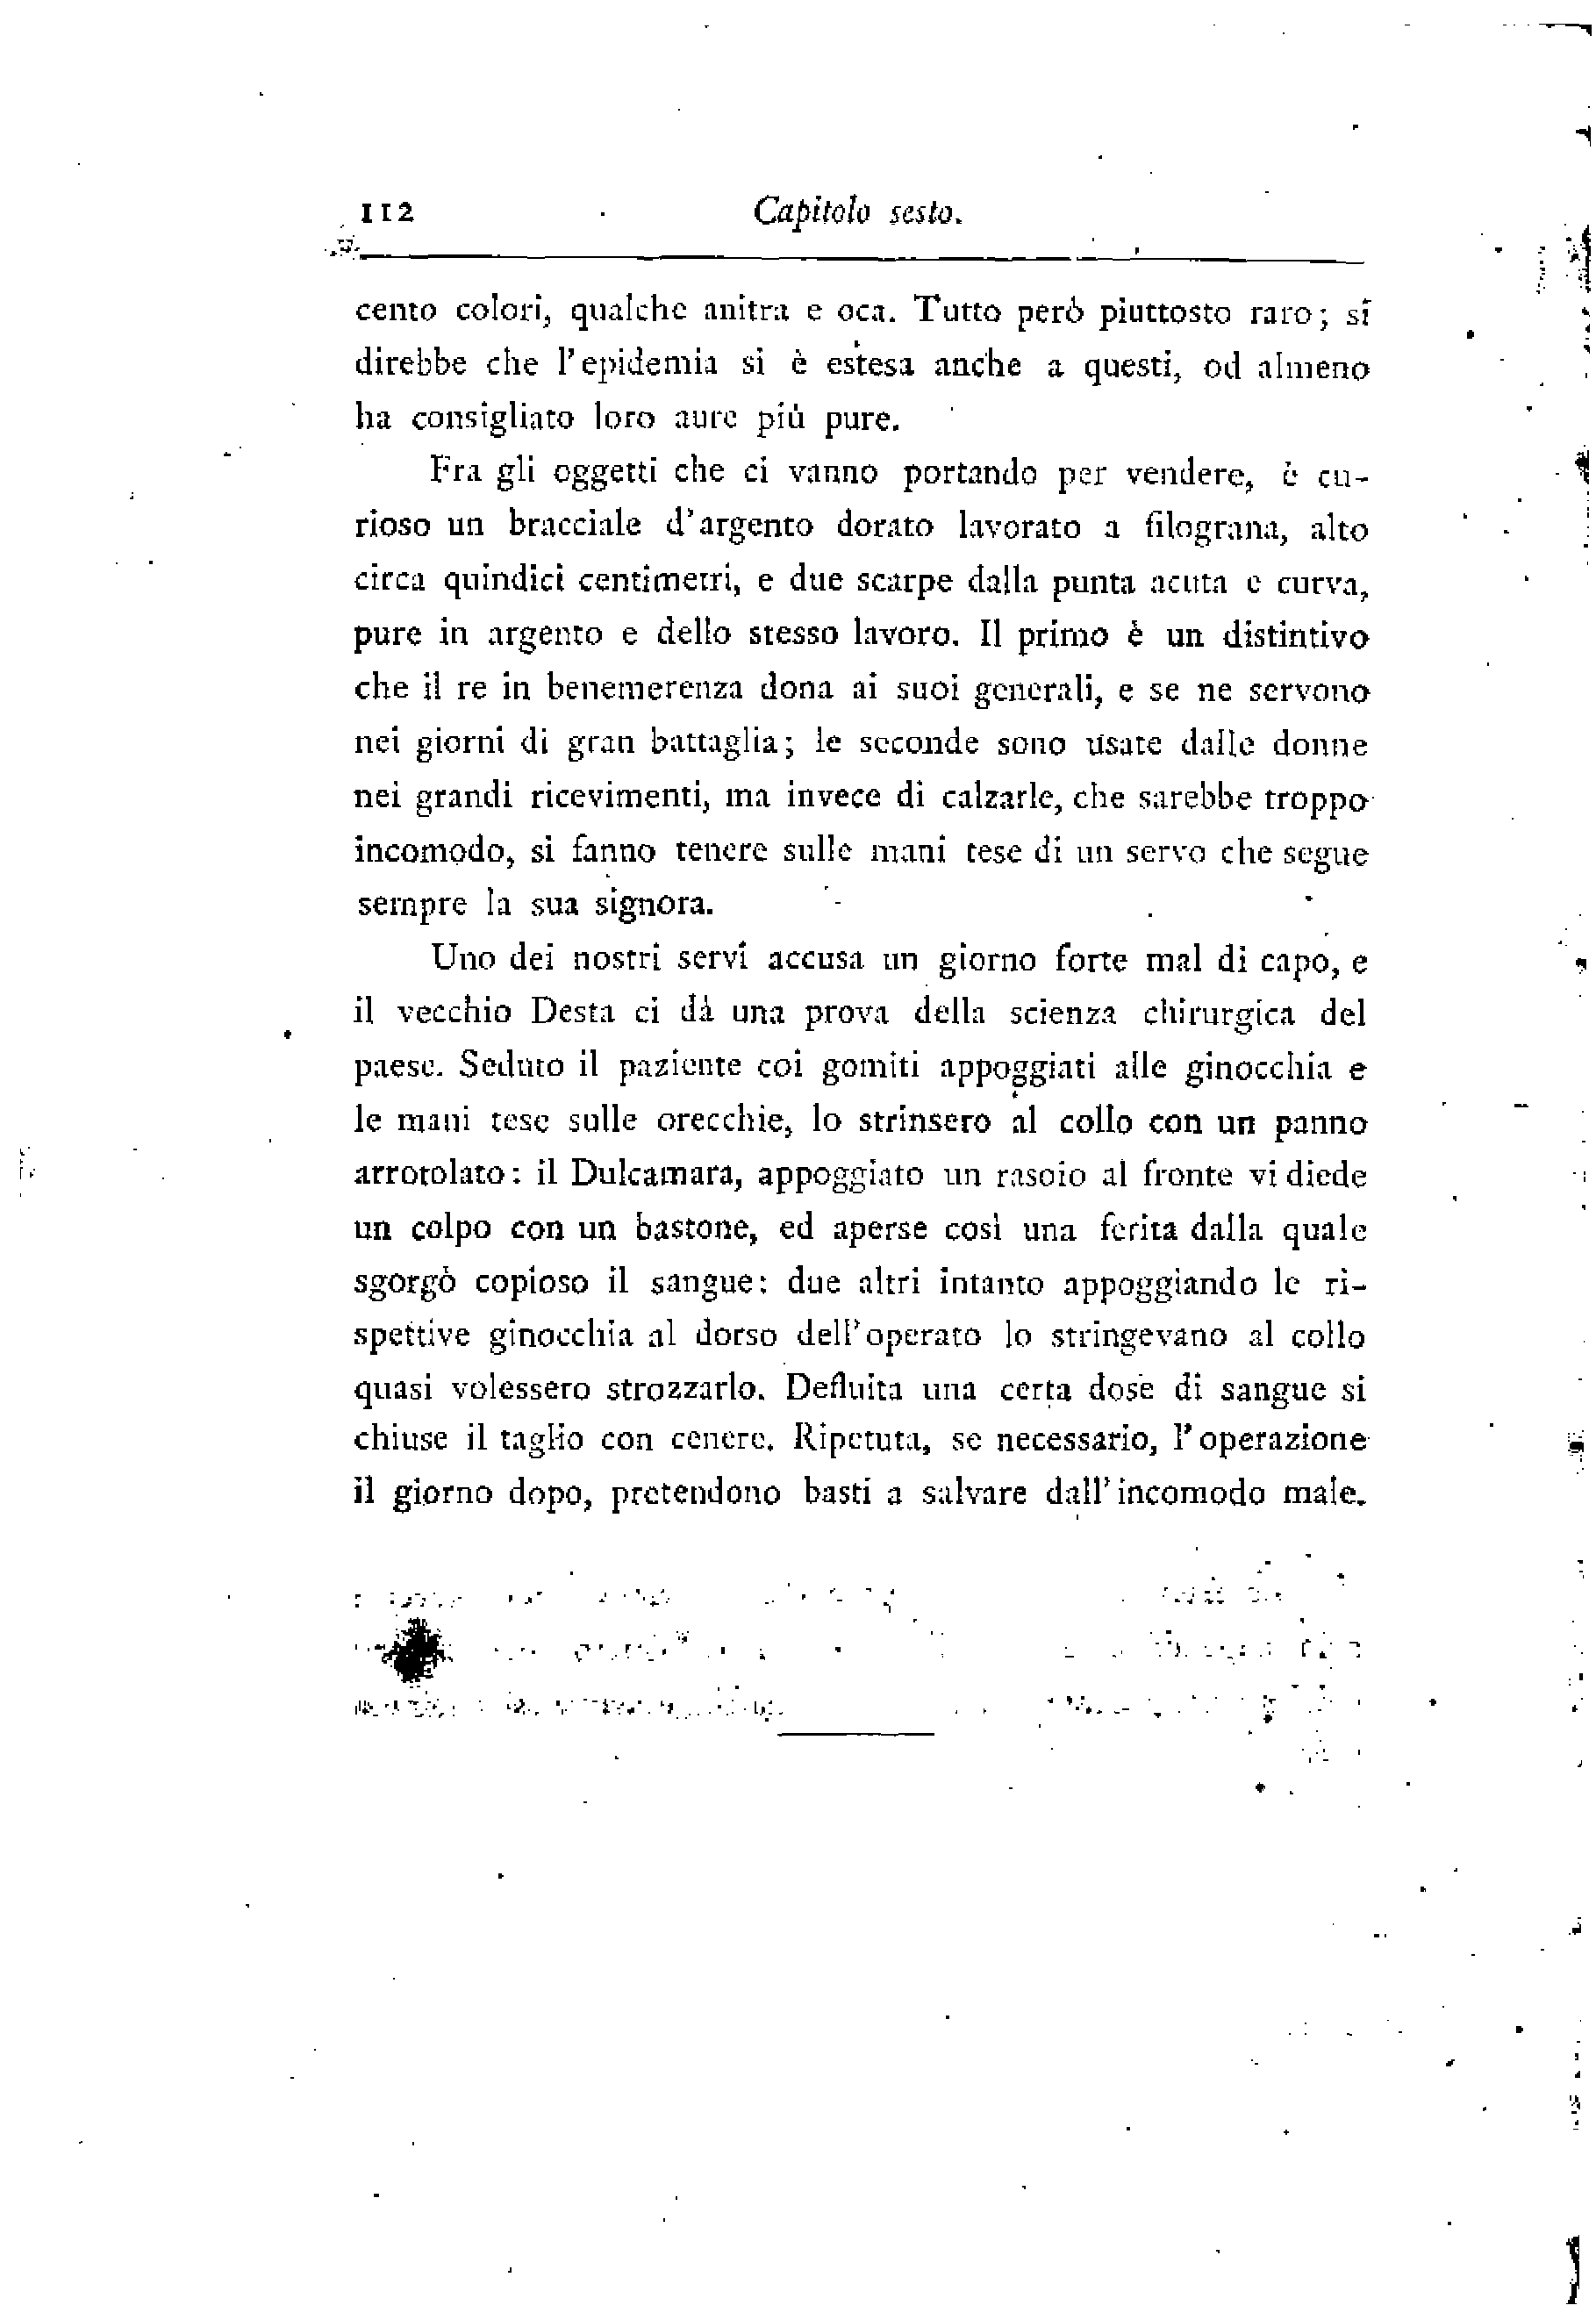 112 Capitolo sesto.
cento colori, qualche anitra e oca. Tutto però piuttosto raro; si
direbbe che l'epidemia si è estesa anche a questi, od almeno
ha consigliato loro aure più pure.
Fra gli oggetti che ci vanno portando per vendere, è cu-
rioso un bracciale d'argento dorato lavorato a filograna, alto
circa quindici centimetri, e due scarpe dalla punta acuta e curva,
pure in argento e dello stesso lavoro. Il primo è un distintivo
che il re in benemerenza dona ai suoi generali, e se ne servono
nei giorni di gran battaglia; le seconde sono usate dalle donne
nei grandi ricevimenti, ma invece di calzarle, che sarebbe troppo
incomodo, si fanno tenere sulle mani tese di un servo che segue
sempre la sua signora.
Uno dei nostri servi accusa un giorno forte mal di capo, e
il vecchio Desta ci dà una prova della scienza chirurgica del
paese. Seduto il paziente coi gomiti appoggiati alle ginocchia e
le mani tese sulle orecchie, lo strinsero al collo con un panno
arrotolato: il Dulcamara, appoggiato un rasoio al fronte vi diede
un colpo con un bastone, ed aperse così una ferita dalla quale
sgorgò copioso il sangue: due altri intanto appoggiando le ri-
spettive ginocchia al dorso dell'operato lo stringevano al collo
quasi volessero strozzarlo. Defluita una certa dose di sangue si
chiuse il taglio con cenere. Ripetuta, se necessario, l'operazione
il giorno dopo, pretendono basti a salvare dall'incomodo male.